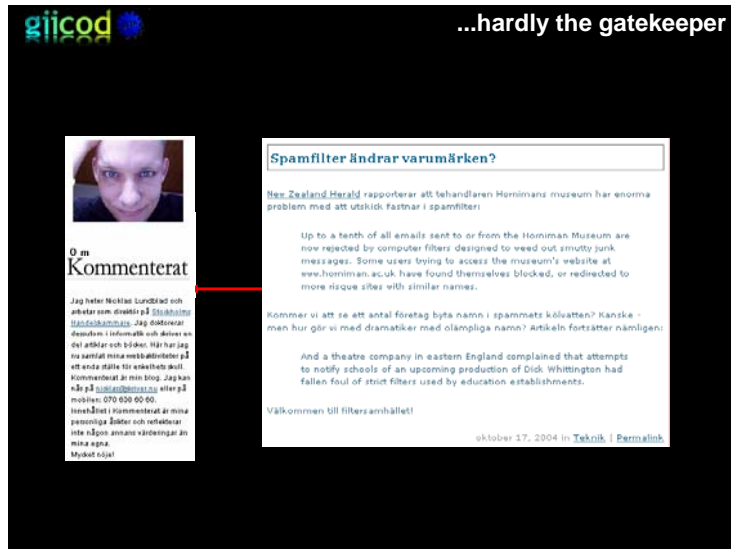 giicod
...hardly the gatekeeper
Om
Kommenterat
Jag heter Nicklas Lundblad och
arbetar som direktör på Stockholms
Handelskammare. Jag doktorerar
dessutom i informatik och skriver en
del artiklar och böcker. Här har jag
nu samlat mina webbaktiviteter på
ett enda ställe för enkelhets skull.
Kommenterat är min blog. Jag kan
nås på eller på
mobilen:
Innehållet i Kommenterat är mina
personliga åsikter och reflekterar
inte någon annans värderingar än
mina egna.
Mycket nöje!
Spamfilter ändrar varumärken?
New Zealand Herald rapporterar att tehandlaren Hornimans museum har enorma
problem med att utskick fastnar i spamfilter:
Up to a tenth of all emails sent to or from the Horniman Museum are
now rejected by computer filters designed to weed out smutty junk
messages. Some users trying to access the museum's website at
www.horniman.ac.uk have found themselves blocked, or redirected to
more risque sites with similar names.
Kommer vi att se ett antal företag byta namn i spammets kölvatten? Kanske -
men hur gör vi med dramatiker med olämpliga namn? Artikeln fortsätter nämligen:
And a theatre company in eastern England complained that attempts
to notify schools of an upcoming production of Dick Whittington had
fallen foul of strict filters used by education establishments.
Välkommen till filtersamhället!
oktober 17, 2004 in Teknik | Permalink